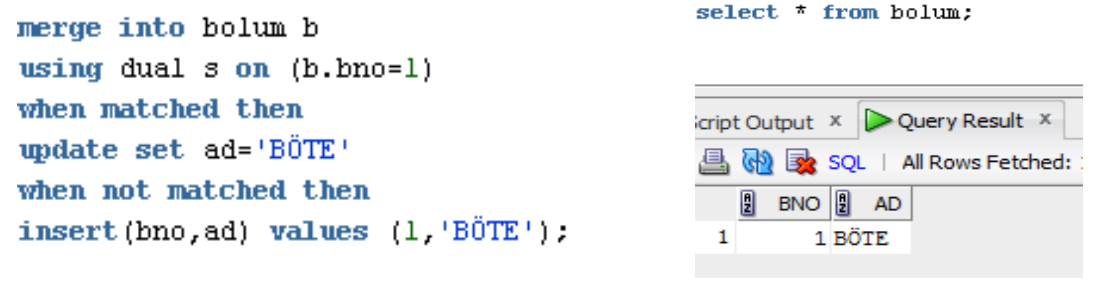 merge into bolum b
using dual s on (b.bno=1)
when matched then
update set ad='BÖTE'
when not matched then
insert(bno,ad) values (1,'BÖTE');
select * from bolum;
Script Output × Query Result ×
SQL | All Rows Fetched:
BNO AD
1 1 BÖTE